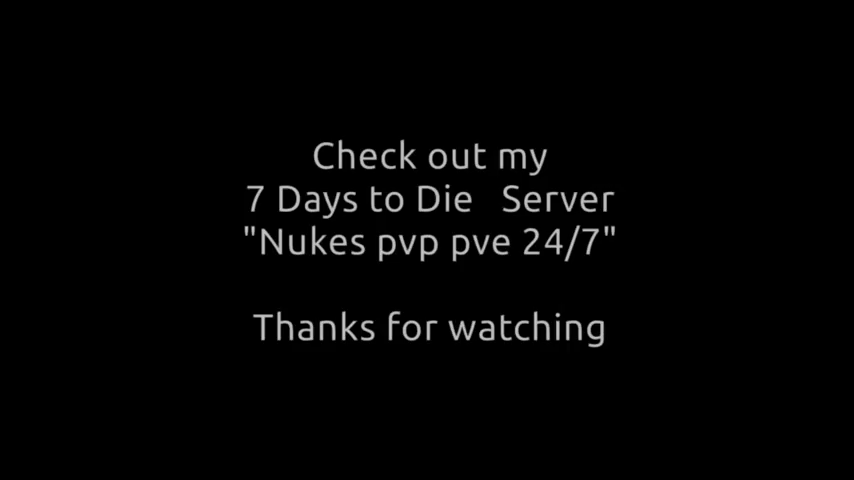 Check out my
7 Days to Die   Server
"Nukes pvp pve 24/7"
Thanks for watching